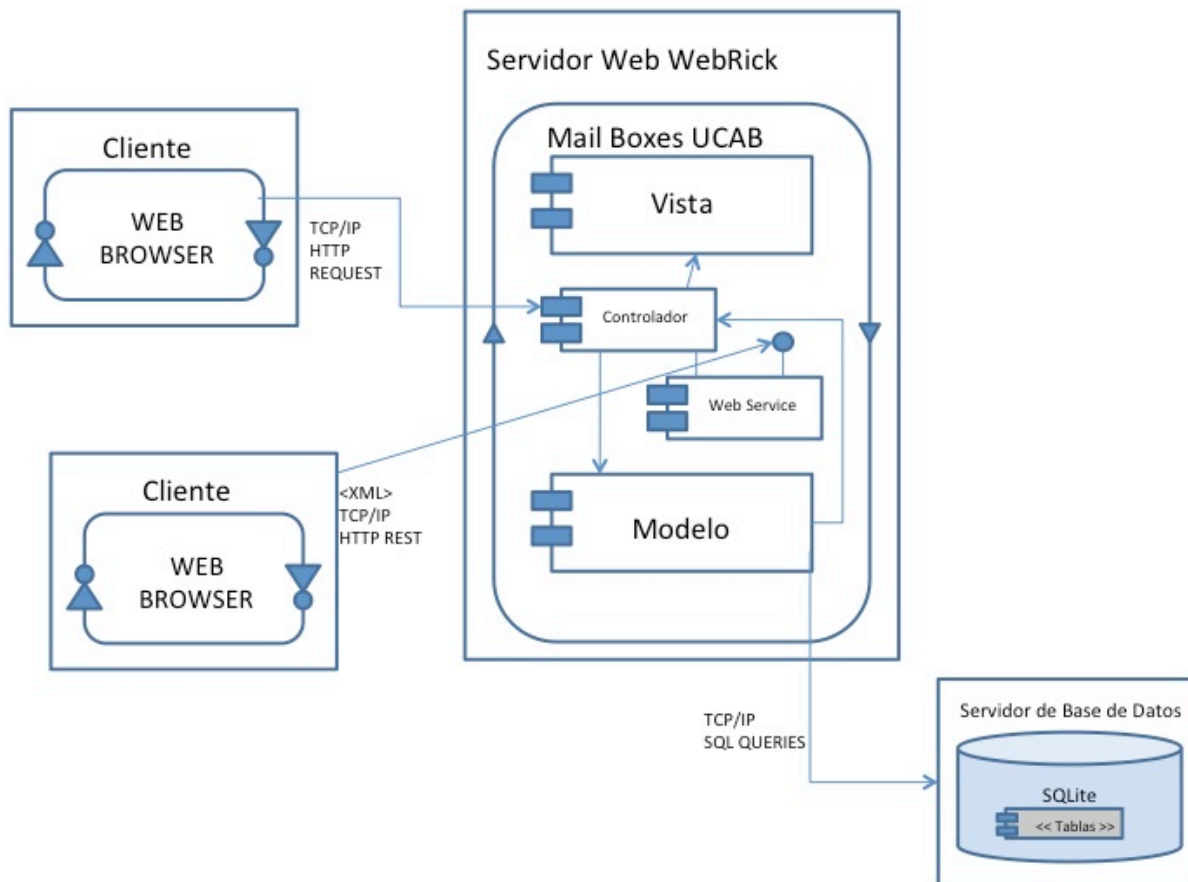 Servidor Web WebRick
Mail Boxes UCAB
Vista
Cliente
WEB
BROWSER
TCP/IP
HTTP
REQUEST
Controlador
Web Service
Modelo
Cliente
WEB
BROWSER
<XML>
TCP/IP
HTTP REST
TCP/IP
SQL QUERIES
Servidor de Base de Datos
SQLite
<< Tablas >>